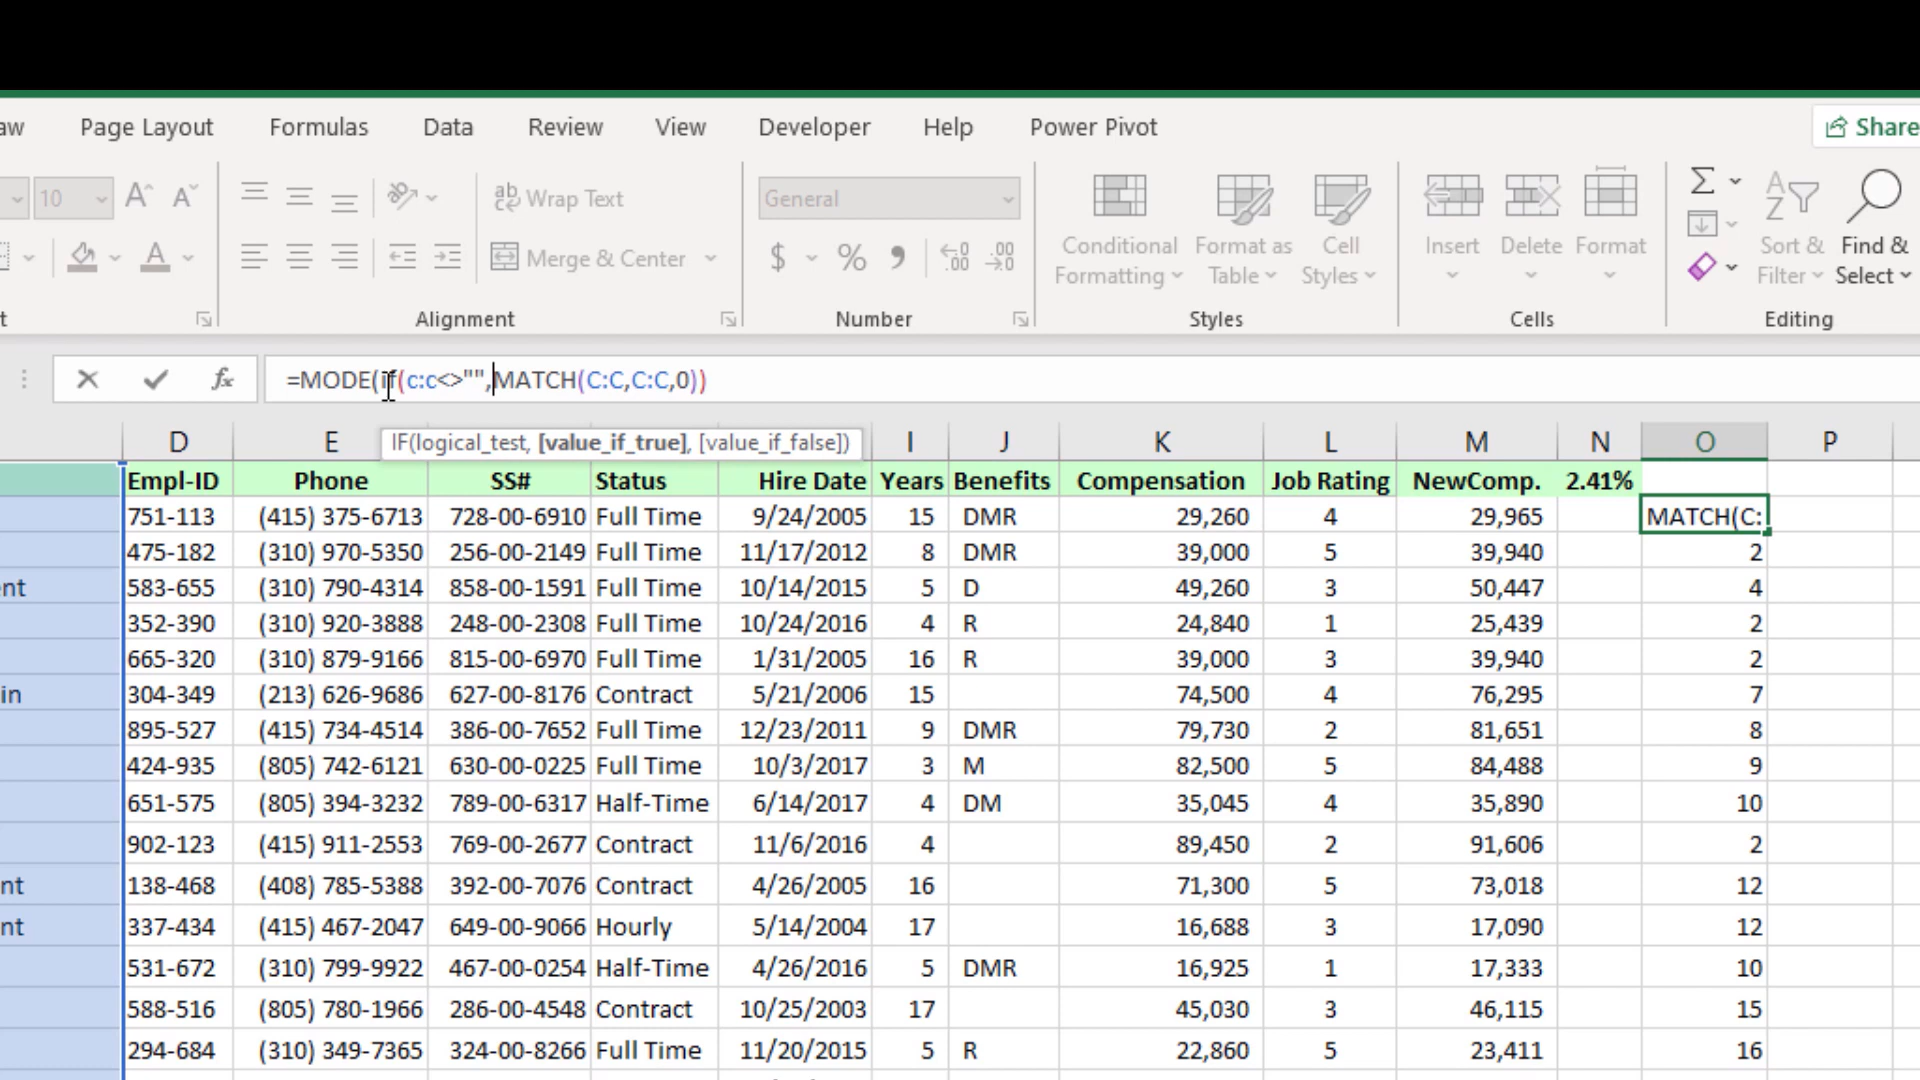 aw Page Layout Formulas Data Review View Developer Help Power Pivot Share
10 A A ab Wrap Text General Conditional Formatting Format as Table Cell Styles Insert Delete Format Σ A Z Sort & Filter Find & Select
A Merge & Center $ % , .00 .00
t Alignment Number Styles Cells Editing
fx =MODE(if(c:c<>"",MATCH(C:C,C:C,0))
D E IF(logical_test, [value_if_true], [value_if_false]) I J K L M N O P
Empl-ID Phone SS# Status Hire Date Years Benefits Compensation Job Rating NewComp. 2.41%
751-113 (415) 375-6713 728-00-6910 Full Time 9/24/2005 15 DMR 29,260 4 29,965 MATCH(C:
475-182 (310) 970-5350 256-00-2149 Full Time 11/17/2012 8 DMR 39,000 5 39,940 2
ent 583-655 (310) 790-4314 858-00-1591 Full Time 10/14/2015 5 D 49,260 3 50,447 4
352-390 (310) 920-3888 248-00-2308 Full Time 10/24/2016 4 R 24,840 1 25,439 2
665-320 (310) 879-9166 815-00-6970 Full Time 1/31/2005 16 R 39,000 3 39,940 2
in 304-349 (213) 626-9686 627-00-8176 Contract 5/21/2006 15 74,500 4 76,295 7
895-527 (415) 734-4514 386-00-7652 Full Time 12/23/2011 9 DMR 79,730 2 81,651 8
424-935 (805) 742-6121 630-00-0225 Full Time 10/3/2017 3 M 82,500 5 84,488 9
651-575 (805) 394-3232 789-00-6317 Half-Time 6/14/2017 4 DM 35,045 4 35,890 10
902-123 (415) 911-2553 769-00-2677 Contract 11/6/2016 4 89,450 2 91,606 2
nt 138-468 (408) 785-5388 392-00-7076 Contract 4/26/2005 16 71,300 5 73,018 12
nt 337-434 (415) 467-2047 649-00-9066 Hourly 5/14/2004 17 16,688 3 17,090 12
531-672 (310) 799-9922 467-00-0254 Half-Time 4/26/2016 5 DMR 16,925 1 17,333 10
588-516 (805) 780-1966 286-00-4548 Contract 10/25/2003 17 45,030 3 46,115 15
294-684 (310) 349-7365 324-00-8266 Full Time 11/20/2015 5 R 22,860 5 23,411 16